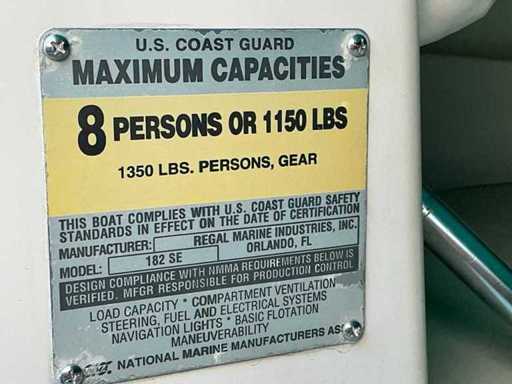 U.S. COAST GUARD
MAXIMUM CAPACITIES
8 PERSONS OR 1150 LBS
1350 LBS. PERSONS, GEAR
THIS BOAT COMPLIES WITH U.S. COAST GUARD SAFETY
STANDARDS IN EFFECT ON THE DATE OF CERTIFICATION
MANUFACTURER: REGAL MARINE INDUSTRIES, INC.
ORLANDO, FL
MODEL: 182 SE
DESIGN COMPLIANCE WITH NMMA REQUIREMENTS BELOW IS
VERIFIED. MFGR RESPONSIBLE FOR PRODUCTION CONTROL
LOAD CAPACITY * COMPARTMENT VENTILATION
STEERING, FUEL AND ELECTRICAL SYSTEMS
NAVIGATION LIGHTS * BASIC FLOTATION
MANEUVERABILITY
NATIONAL MARINE MANUFACTURERS AS